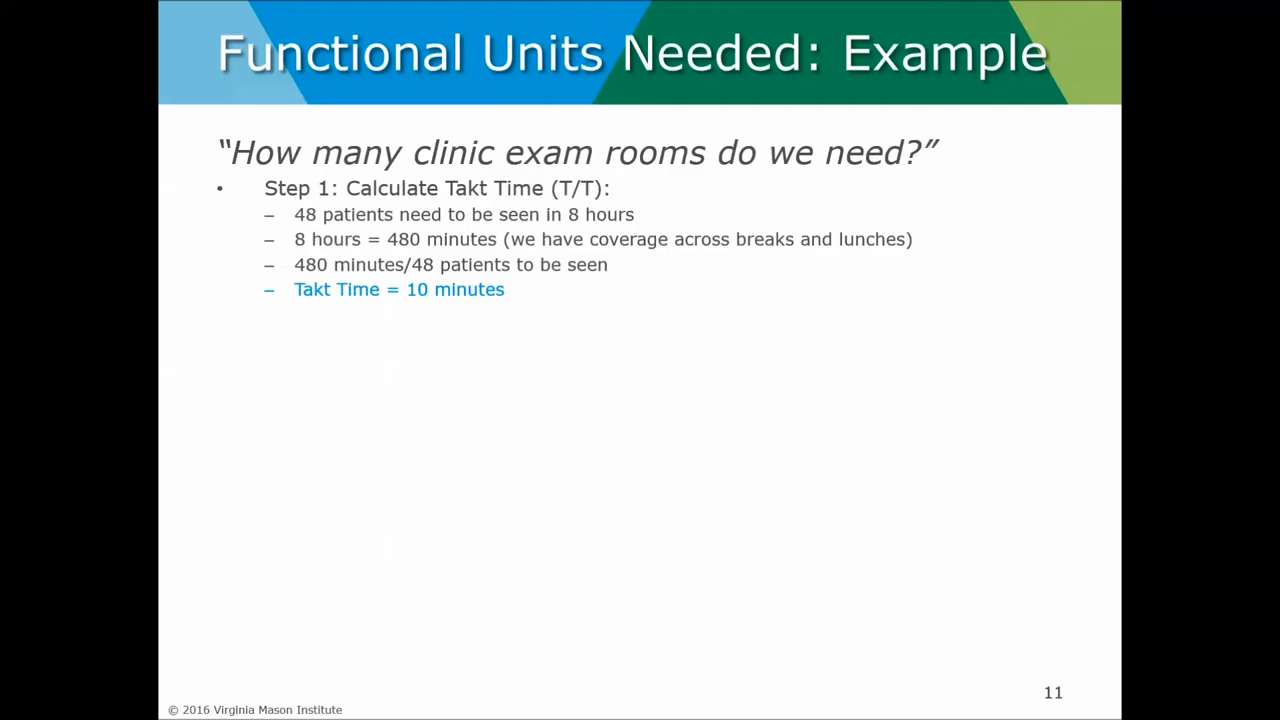 Functional Units Needed: Example
“How many clinic exam rooms do we need?”
• Step 1: Calculate Takt Time (T/T):
– 48 patients need to be seen in 8 hours
– 8 hours = 480 minutes (we have coverage across breaks and lunches)
– 480 minutes/48 patients to be seen
– Takt Time = 10 minutes
11
© 2016 Virginia Mason Institute